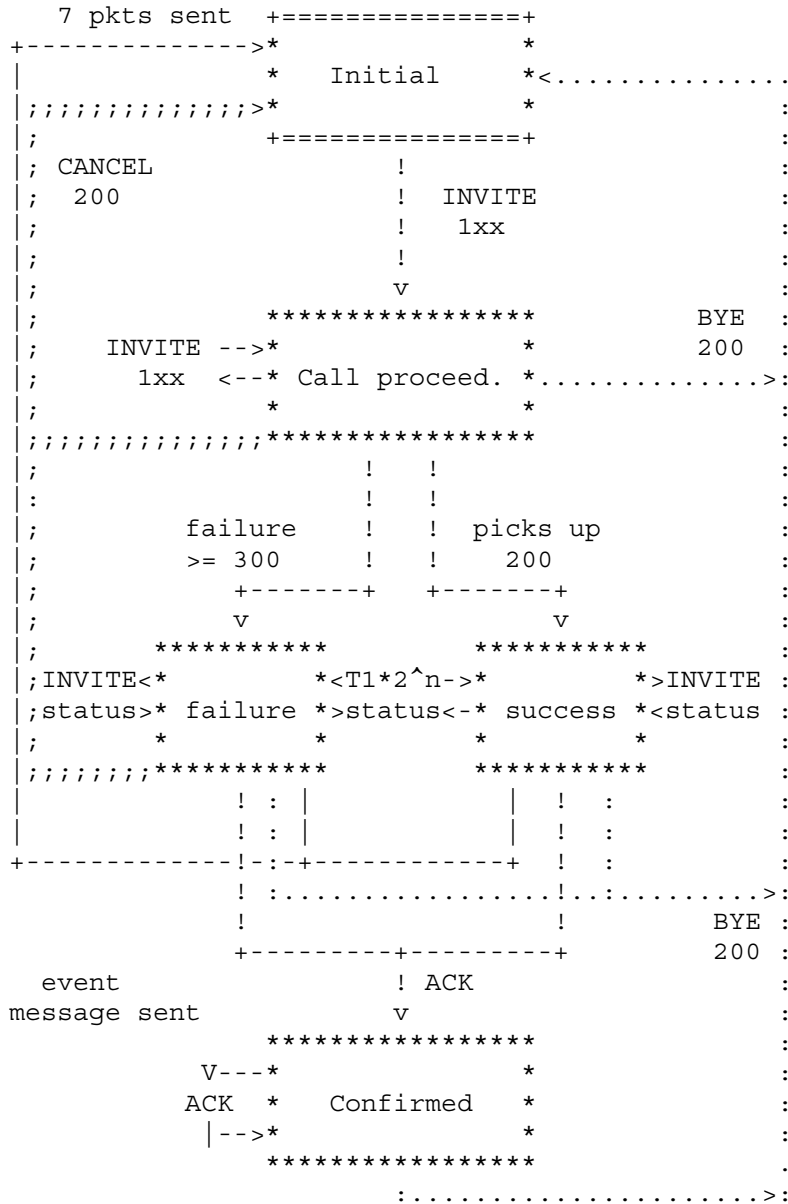 7 pkts sent
Initial
CANCEL
200 INVITE
1xx
BYE
INVITE 200
1xx Call proceed.
failure picks up
>= 300 200
INVITE T1*2^n INVITE
status failure status success status
BYE
200
event ACK
message sent
V
ACK Confirmed